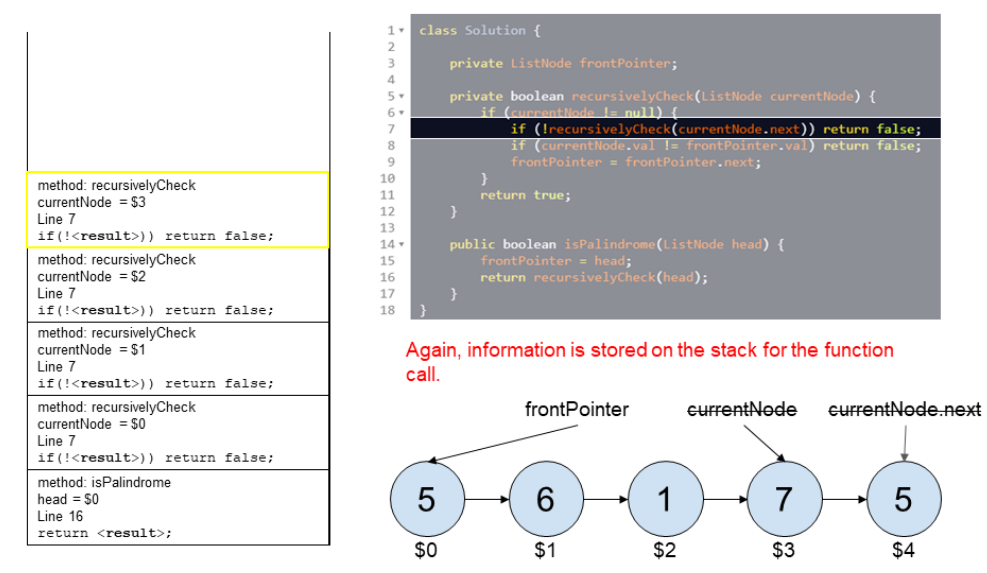 method: recursivelyCheck
currentNode = $3
Line 7
if(!<result>)) return false;
method: recursivelyCheck
currentNode = $2
Line 7
if(!<result>)) return false;
method: recursivelyCheck
currentNode = $1
Line 7
if(!<result>)) return false;
method: recursivelyCheck
currentNode = $0
Line 7
if(!<result>)) return false;
method: isPalindrome
head = $0
Line 16
return <result>;
1 class Solution {
2
3 private ListNode frontPointer;
4
5 private boolean recursivelyCheck(ListNode currentNode) {
6 if (currentNode != null) {
7 if (!recursivelyCheck(currentNode.next)) return false;
8 if (currentNode.val != frontPointer.val) return false;
9 frontPointer = frontPointer.next;
10 }
11 return true;
12 }
13
14 public boolean isPalindrome(ListNode head) {
15 frontPointer = head;
16 return recursivelyCheck(head);
17 }
18 }
Again, information is stored on the stack for the function
call.
frontPointer currentNode currentNode.next
5 6 1 7 5
$0 $1 $2 $3 $4